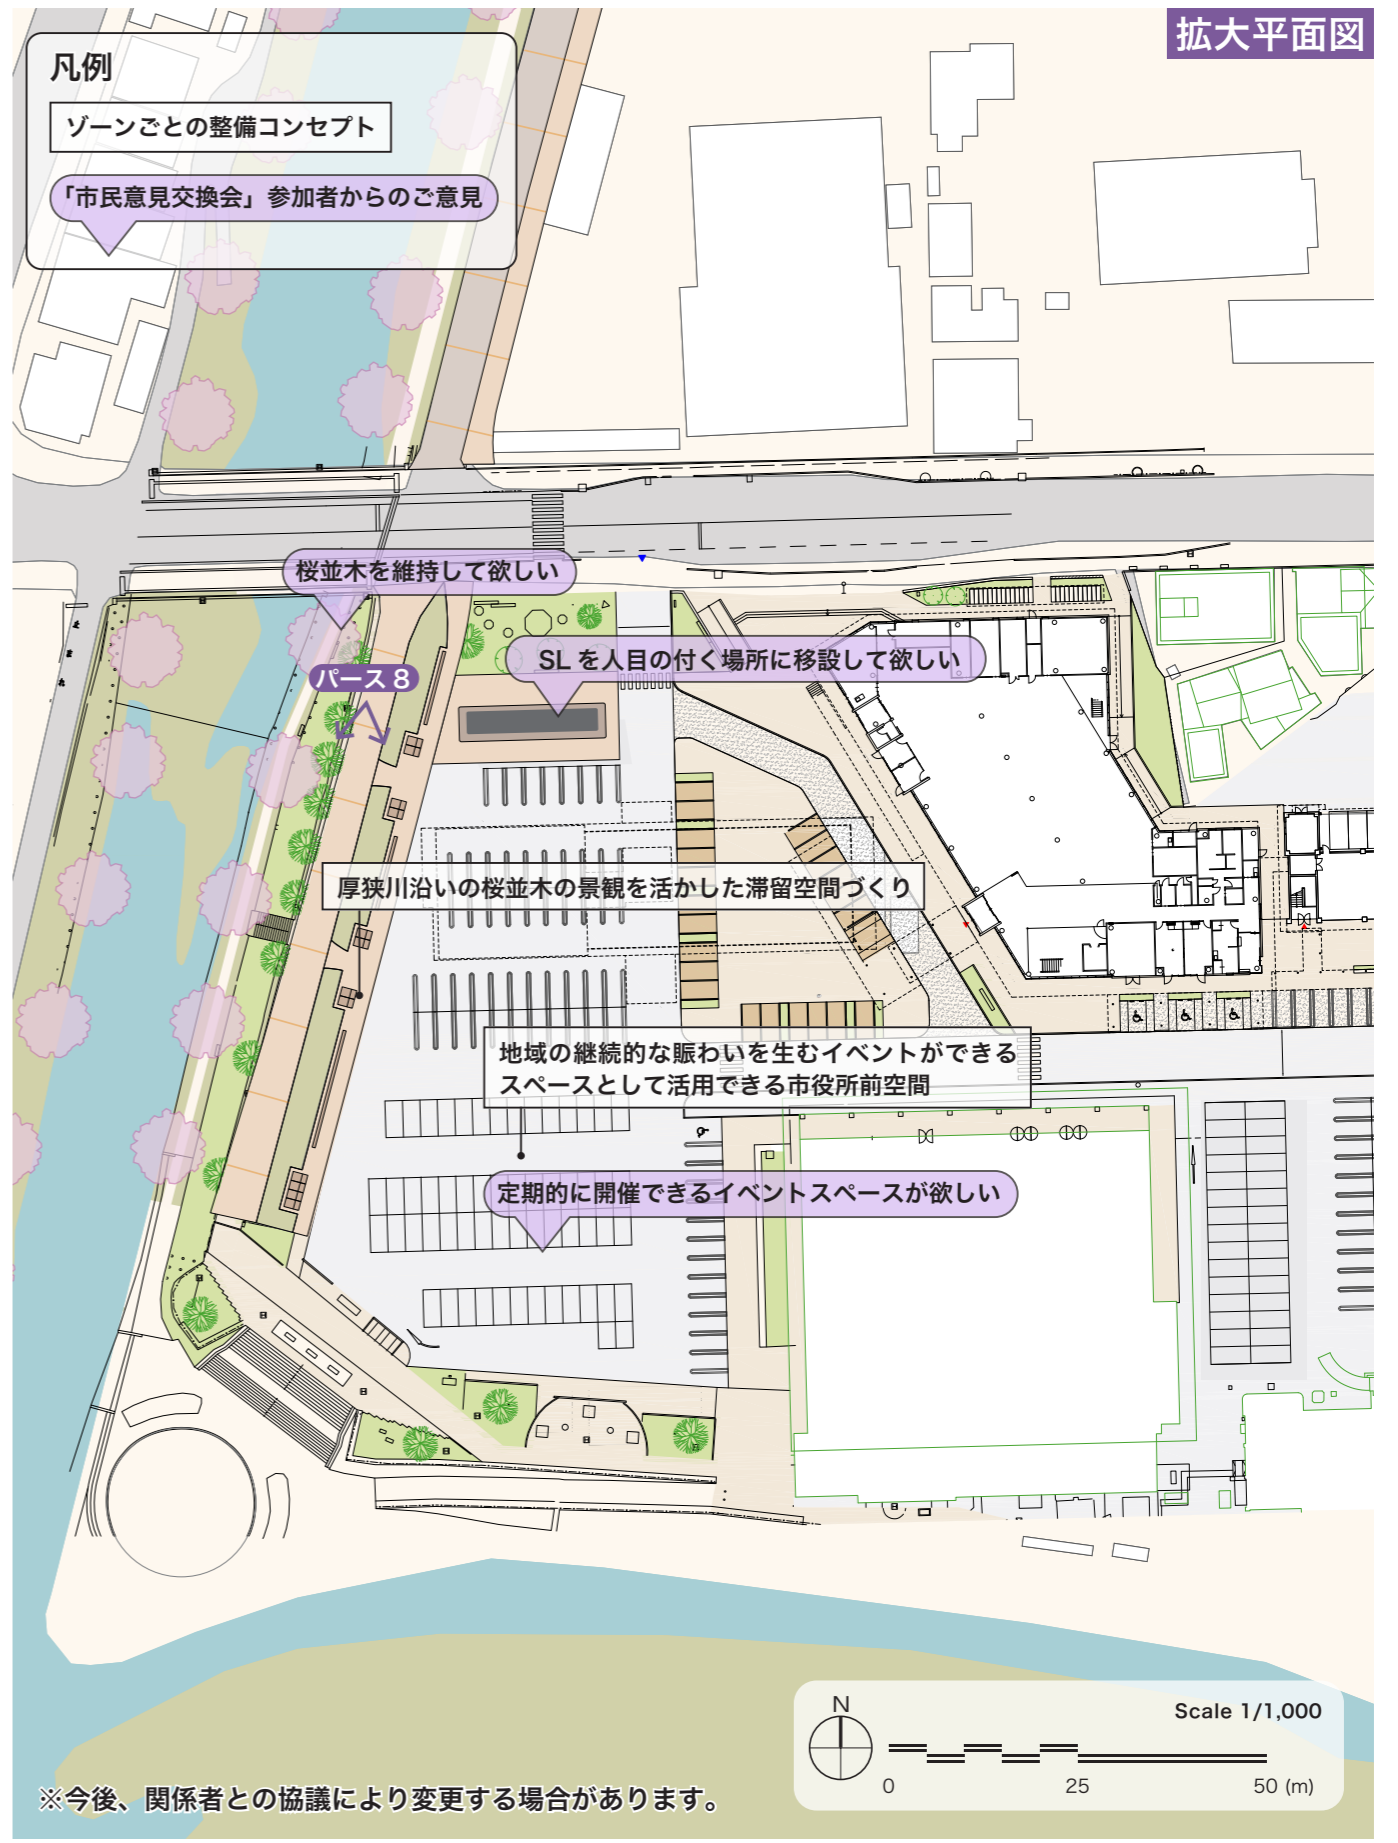 拡大平面図
凡例
ゾーンごとの整備コンセプト
「市民意見交換会」参加者からのご意見
桜並木を維持して欲しい
SLを人目の付く場所に移設して欲しい
パース8
厚狭川沿いの桜並木の景観を活かした滞留空間づくり
地域の継続的な賑わいを生むイベントができる
スペースとして活用できる市役所前空間
定期的に開催できるイベントスペースが欲しい
N
Scale 1/1,000
0 25 50 (m)
※今後、関係者との協議により変更する場合があります。